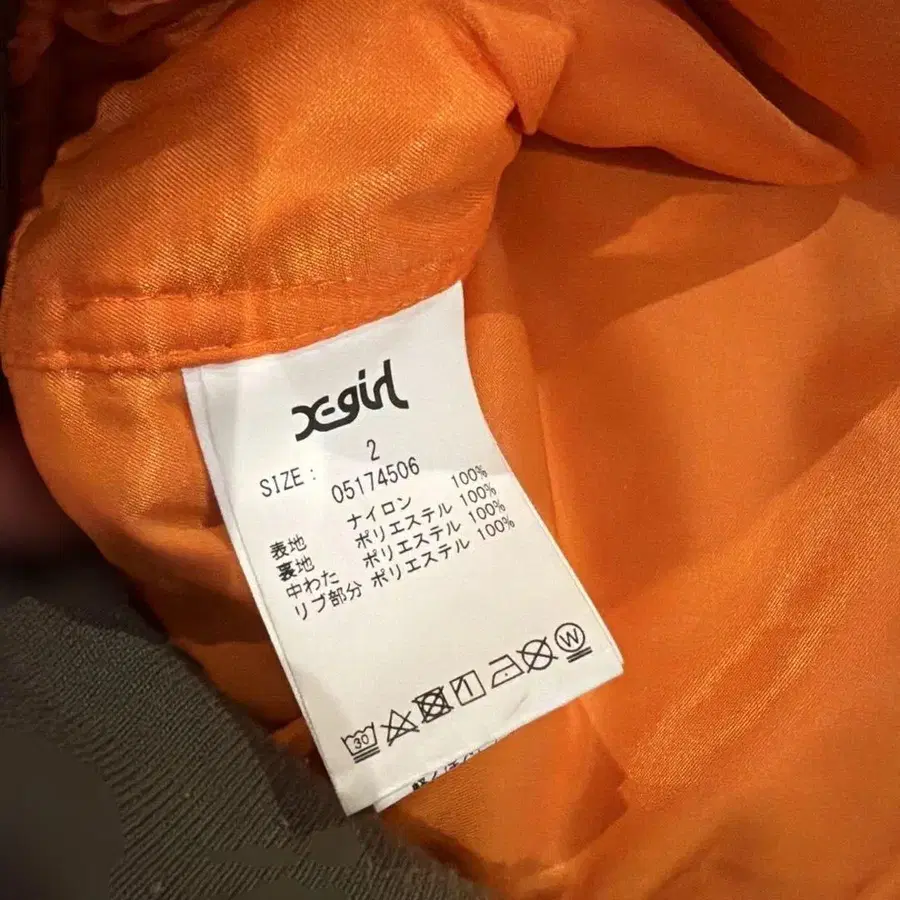 X-girl
SIZE: 2
05174506
表地 ナイロン 100%
裏地 ポリエステル 100%
中わた ポリエステル 100%
リブ部分 ポリエステル 100%
30
W